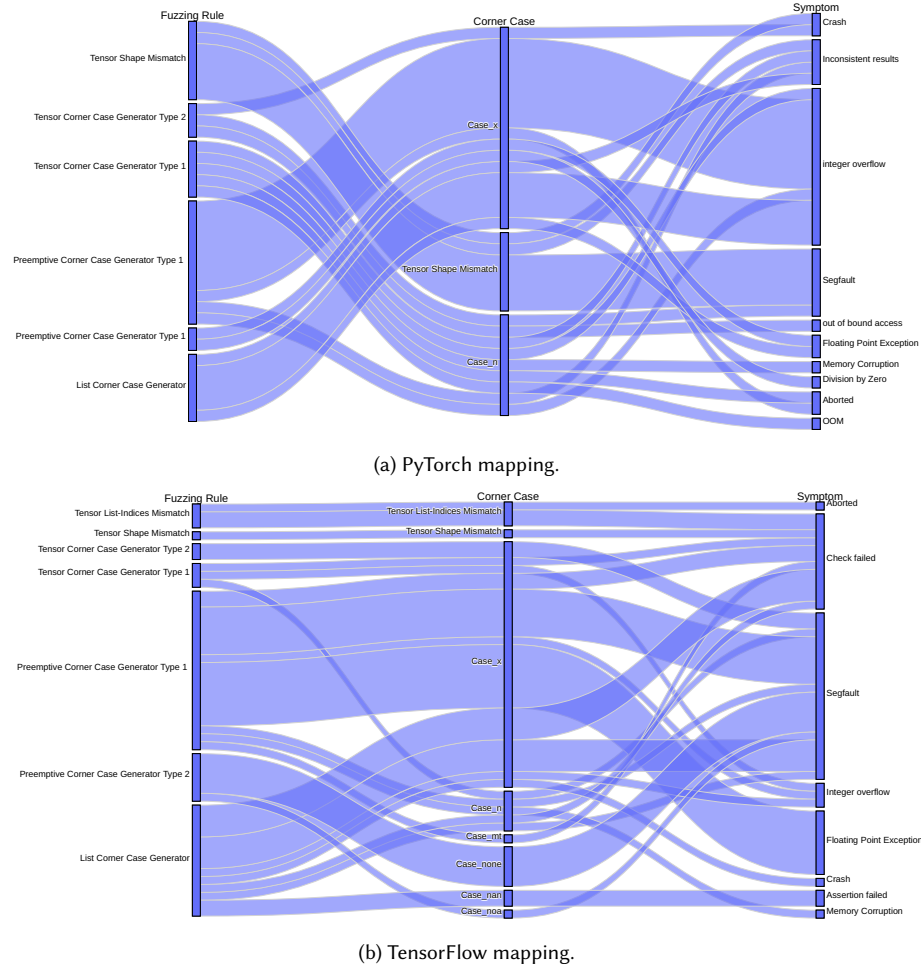 Fuzzing Rule
Corner Case
Symptom
Tensor Shape Mismatch
Tensor Corner Case Generator Type 2
Tensor Corner Case Generator Type 1
Preemptive Corner Case Generator Type 1
Preemptive Corner Case Generator Type 1
List Corner Case Generator
Case_x
Tensor Shape Mismatch
Case_n
Crash
Inconsistent results
integer overflow
Segfault
out of bound access
Floating Point Exception
Memory Corruption
Division by Zero
Aborted
OOM
(a) PyTorch mapping.
Fuzzing Rule
Corner Case
Symptom
Tensor List-Indices Mismatch
Tensor Shape Mismatch
Tensor Corner Case Generator Type 2
Tensor Corner Case Generator Type 1
Preemptive Corner Case Generator Type 1
Preemptive Corner Case Generator Type 2
List Corner Case Generator
Tensor List-Indices Mismatch
Tensor Shape Mismatch
Case_x
Case_n
Case_mt
Case_none
Case_nan
Case_noa
Aborted
Check failed
Segfault
Integer overflow
Floating Point Exception
Crash
Assertion failed
Memory Corruption
(b) TensorFlow mapping.